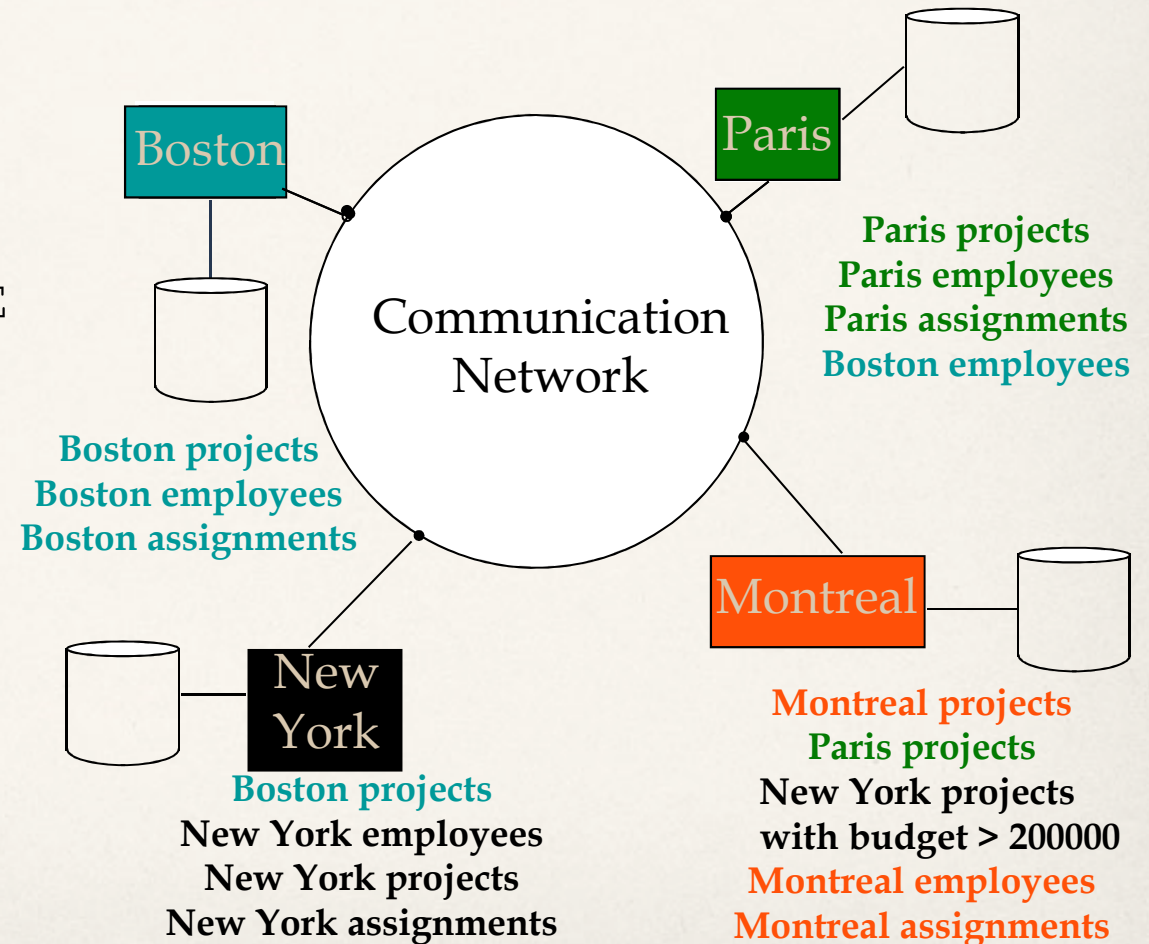 Boston
Paris
Communication
Network
Paris projects
Paris employees
Paris assignments
Boston employees
Boston projects
Boston employees
Boston assignments
New
York
Boston projects
New York employees
New York projects
New York assignments
Montreal
Montreal projects
Paris projects
New York projects
with budget > 200000
Montreal employees
Montreal assignments